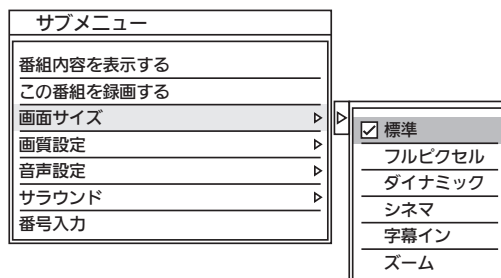 サブメニュー
番組内容を表示する
この番組を録画する
画面サイズ
画質設定
音声設定
サラウンド
番号入力
標準
フルピクセル
ダイナミック
シネマ
字幕イン
ズーム